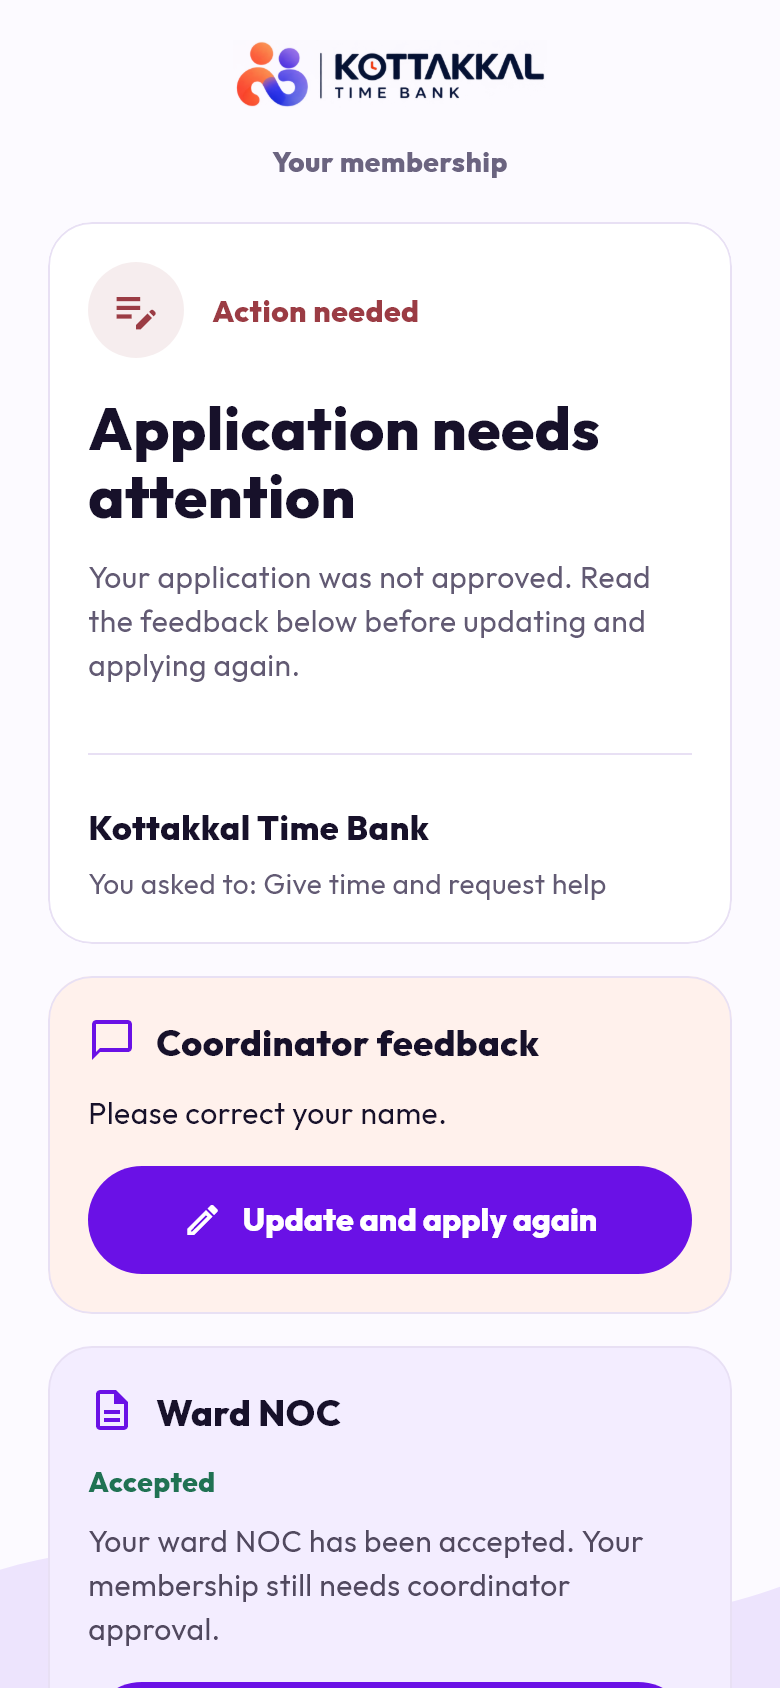 KOTTAKKAL
TIME BANK
Your membership
Action needed
Application needs
attention
Your application was not approved. Read
the feedback below before updating and
applying again.
Kottakkal Time Bank
You asked to: Give time and request help
Coordinator feedback
Please correct your name.
Update and apply again
Ward NOC
Accepted
Your ward NOC has been accepted. Your
membership still needs coordinator
approval.